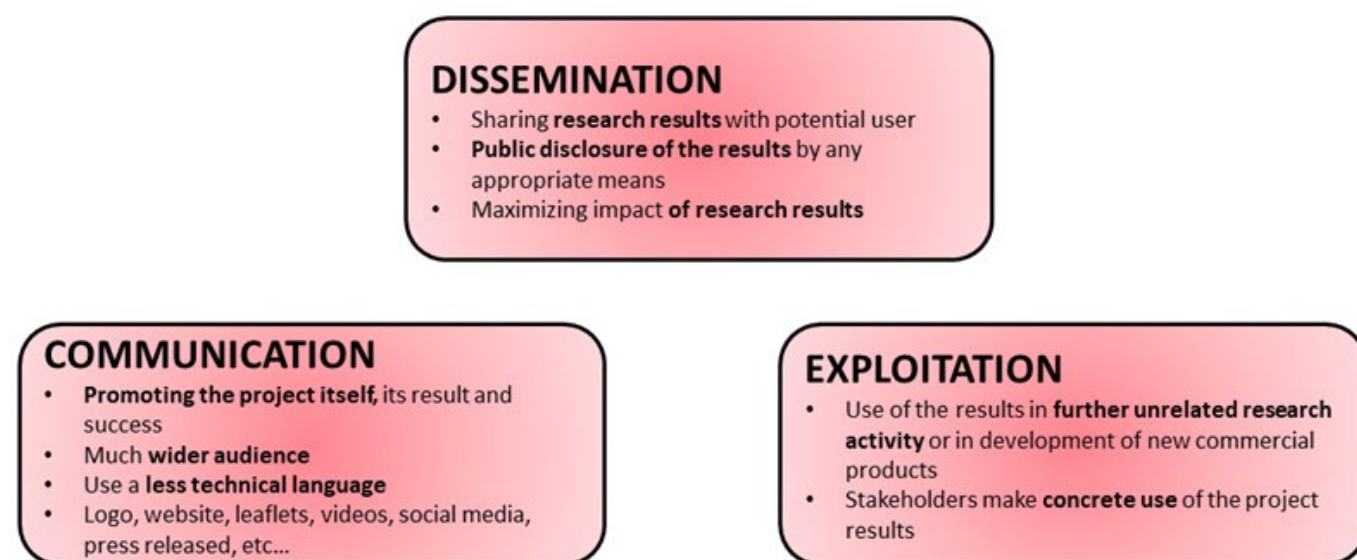 DISSEMINATION
• Sharing research results with potential user
• Public disclosure of the results by any
appropriate means
• Maximizing impact of research results
COMMUNICATION
• Promoting the project itself, its result and
success
• Much wider audience
• Use a less technical language
• Logo, website, leaflets, videos, social media,
press released, etc...
EXPLOITATION
• Use of the results in further unrelated research
activity or in development of new commercial
products
• Stakeholders make concrete use of the project
results